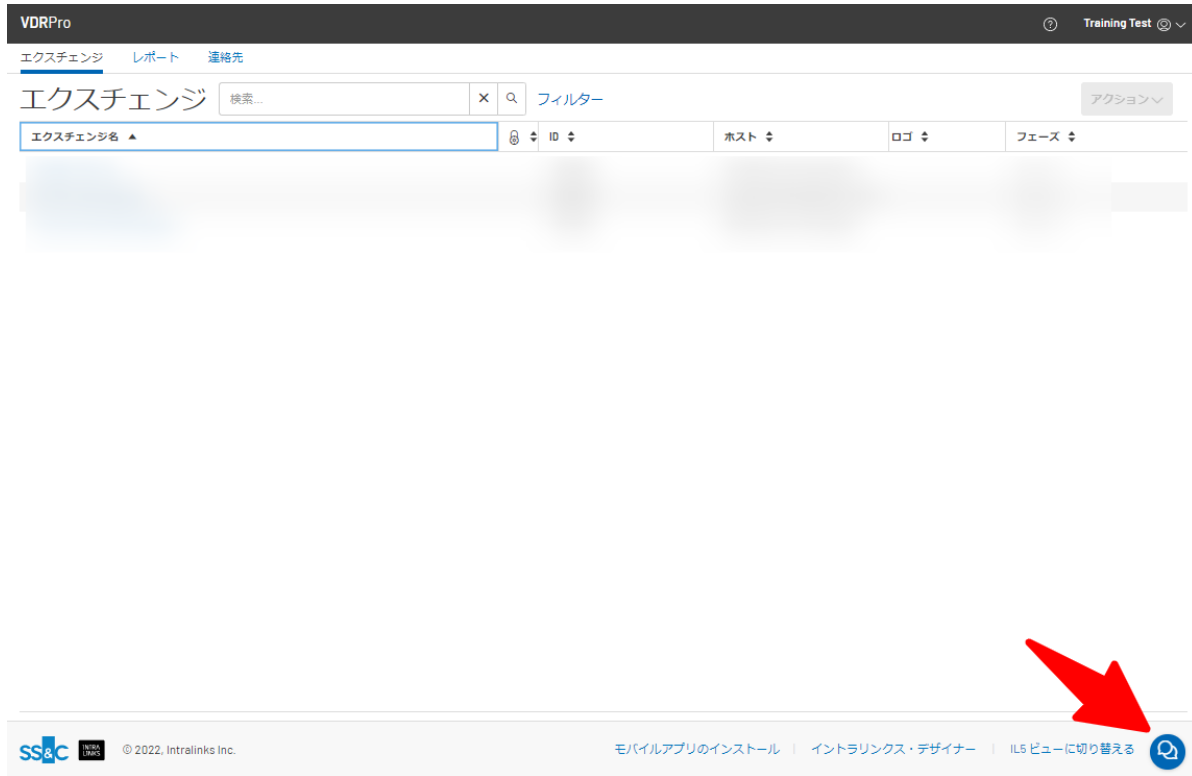 VDRPro
Training Test
エクスチェンジ レポート 連絡先
エクスチェンジ 検索... フィルター アクション
エクスチェンジ名 ID ホスト ロゴ フェーズ
SS&C INTRALINKS © 2022, Intralinks Inc. モバイルアプリのインストール イントラリンクス・デザイナー IL5 ビューに切り替える